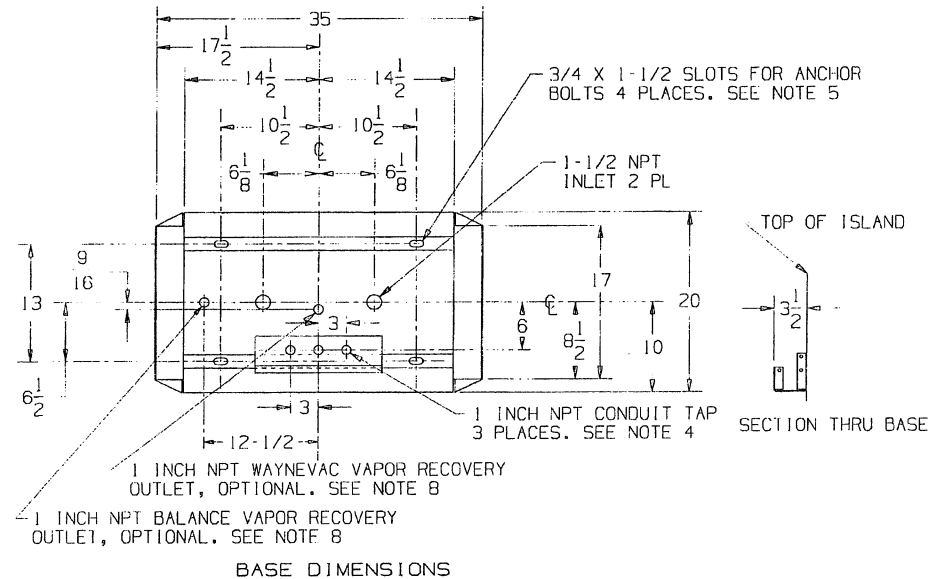 35
17 1/2
14 1/2 14 1/2
3/4 X 1-1/2 SLOTS FOR ANCHOR
BOLTS 4 PLACES. SEE NOTE 5
10 1/2 10 1/2
℄
6 1/8 6 1/8
1-1/2 NPT
INLET 2 PL
TOP OF ISLAND
9
16
13
3
6
℄
8 1/2
17
10
20
3 1/2
6 1/2
3
12-1/2
1 INCH NPT CONDUIT TAP
3 PLACES. SEE NOTE 4
SECTION THRU BASE
1 INCH NPT WAYNEVAC VAPOR RECOVERY
OUTLET, OPTIONAL. SEE NOTE 8
1 INCH NPT BALANCE VAPOR RECOVERY
OUTLET, OPTIONAL. SEE NOTE 8
BASE DIMENSIONS